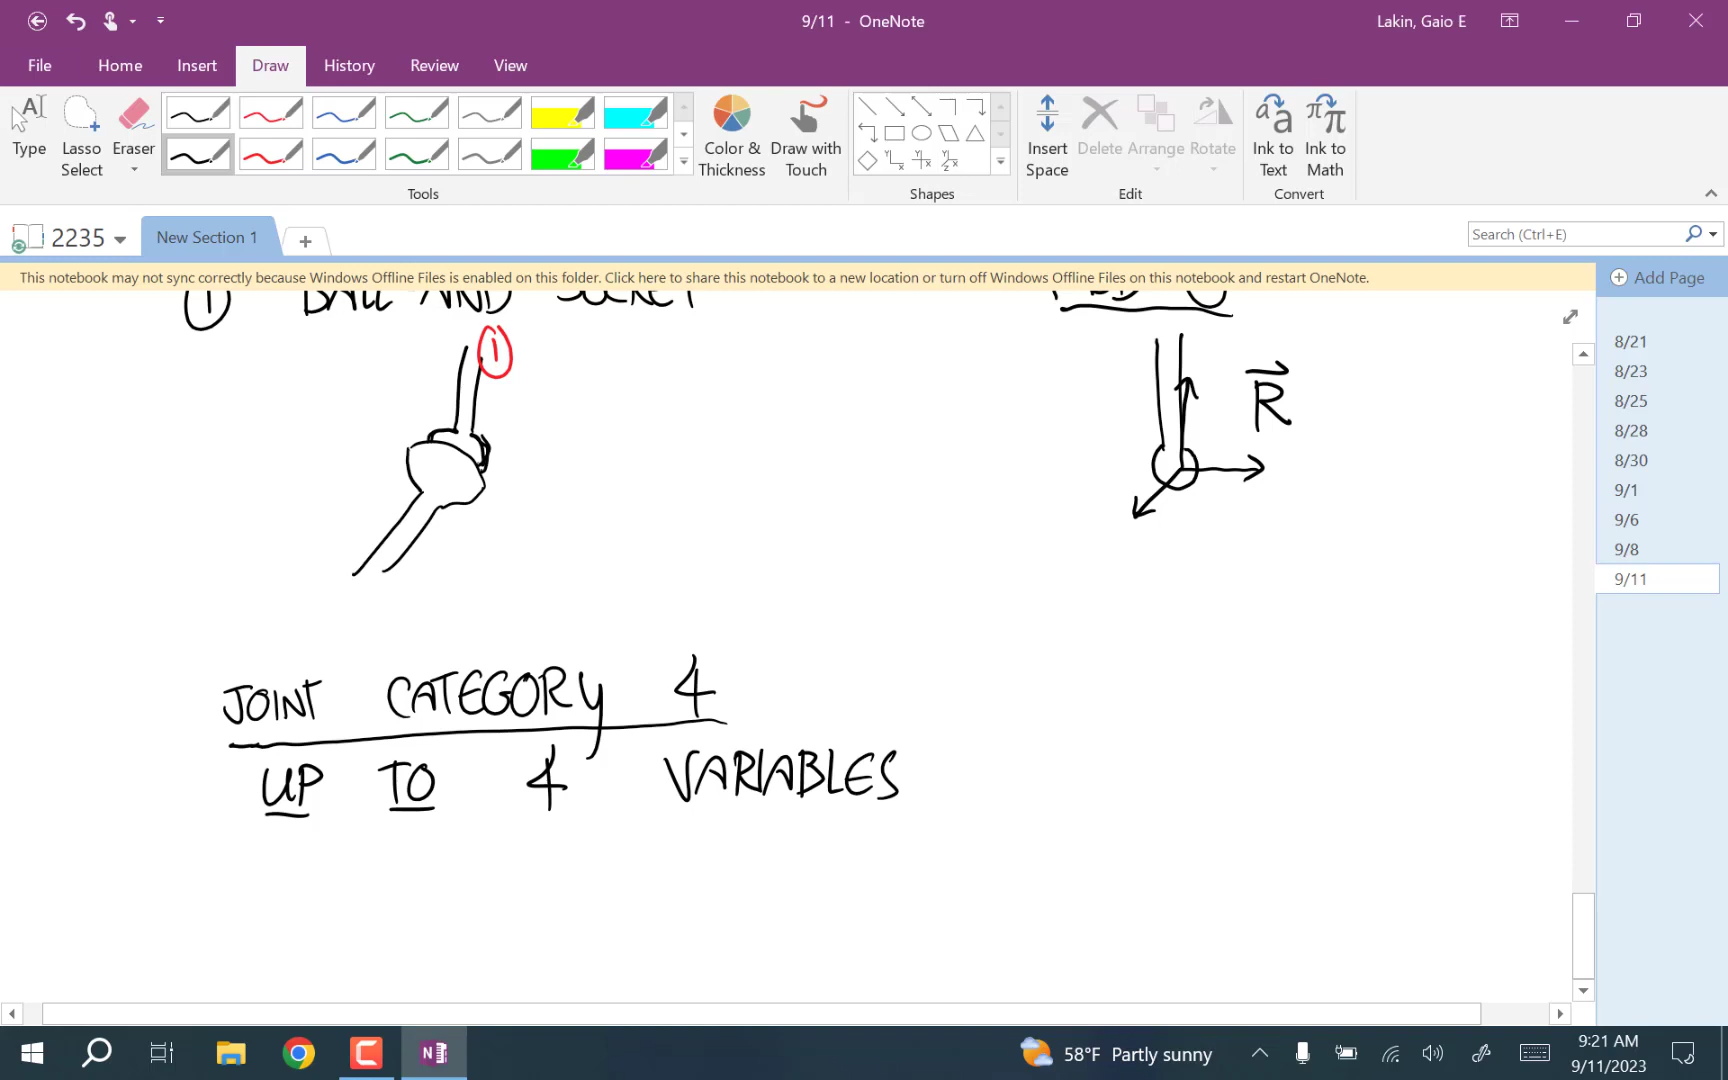 9/11 - OneNote
Lakin, Gaio E
File Home Insert Draw History Review View
Type
Lasso Select
Eraser
Color & Thickness
Draw with Touch
Insert Space
Delete
Arrange
Rotate
Ink to Text
Ink to Math
Tools
Shapes
Edit
Convert
2235
New Section 1
Search (Ctrl+E)
This notebook may not sync correctly because Windows Offline Files is enabled on this folder. Click here to share this notebook to a new location or turn off Windows Offline Files on this notebook and restart OneNote.
Add Page
8/21
8/23
8/25
8/28
8/30
9/1
9/6
9/8
9/11
① BALL-AND SOCKET
①
R
JOINT CATEGORY 4
UP TO 4 VARIABLES
58°F Partly sunny
9:21 AM
9/11/2023